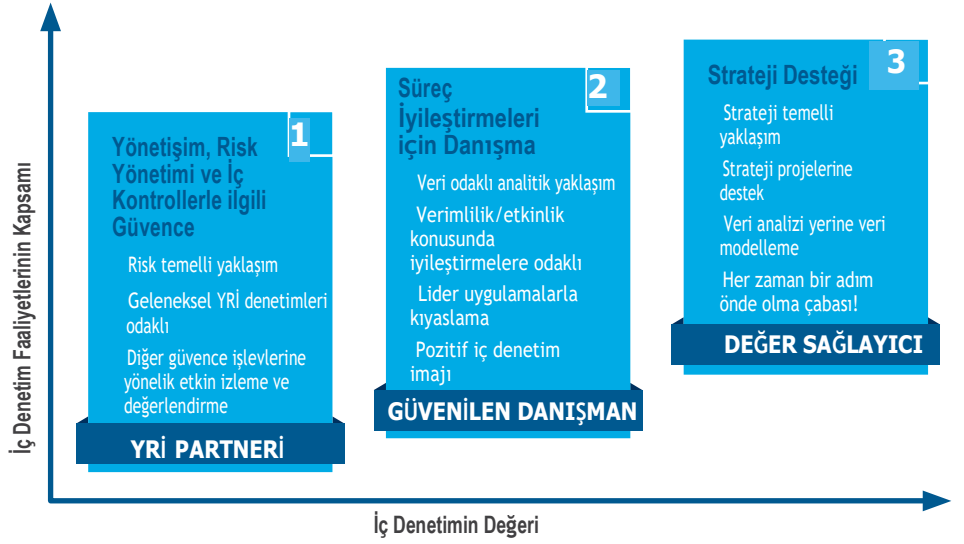 İç Denetim Faaliyetlerinin Kapsamı
1
Yönetişim, Risk
Yönetimi ve İç
Kontrollerle ilgili
Güvence
Risk temelli yaklaşım
Geleneksel YRİ denetimleri
odaklı
Diğer güvence işlevlerine
yönelik etkin izleme ve
değerlendirme
YRİ PARTNERİ
2
Süreç
İyileştirmeleri
için Danışma
Veri odaklı analitik yaklaşım
Verimlilik/etkinlik
konusunda
iyileştirmelere odaklı
Lider uygulamalarla
kıyaslama
Pozitif iç denetim
imajı
GÜVENİLEN DANIŞMAN
3
Strateji Desteği
Strateji temelli
yaklaşım
Strateji projelerine
destek
Veri analizi yerine veri
modelleme
Her zaman bir adım
önde olma çabası!
DEĞER SAĞLAYICI
İç Denetimin Değeri